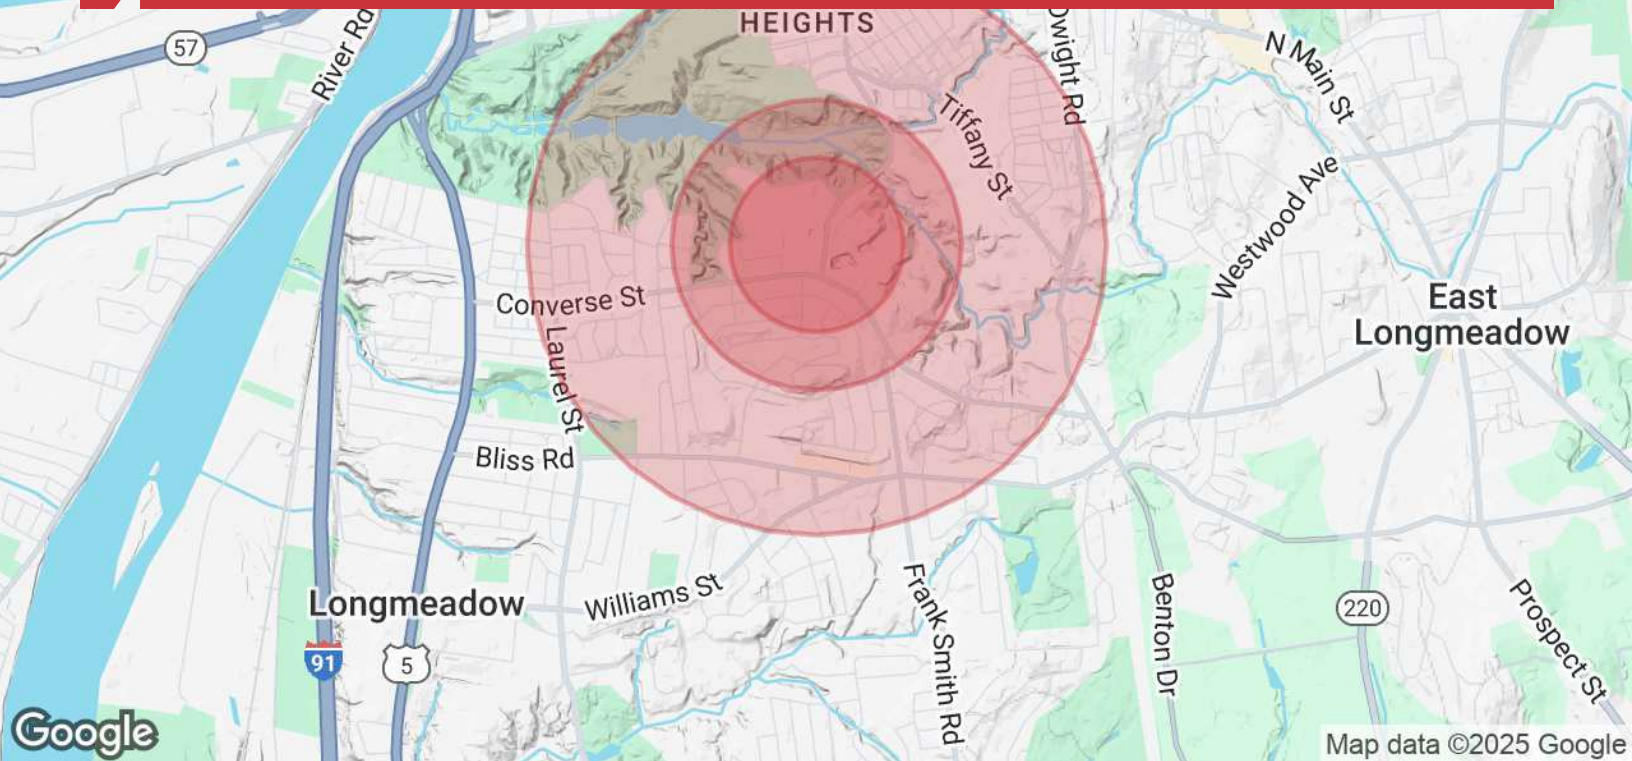 HEIGHTS
57
River Rd
Dwight Rd
N Main St
Tiffany St
Westwood Ave
Converse St
Laurel St
East
Longmeadow
Bliss Rd
Longmeadow
Williams St
Frank Smith Rd
Benton Dr
220
Prospect St
91
5
Google
Map data ©2025 Google